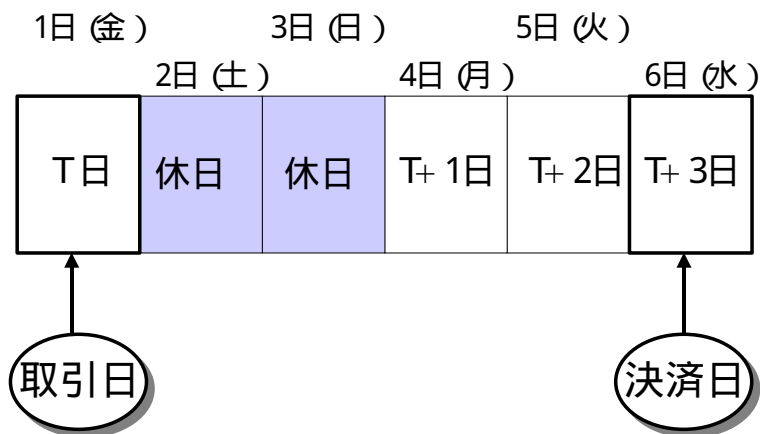 1日 (金) 3日 (日) 5日 (火)
2日 (土) 4日 (月) 6日 (水)
T日 休日 休日 T+1日 T+2日 T+3日
取引日 決済日